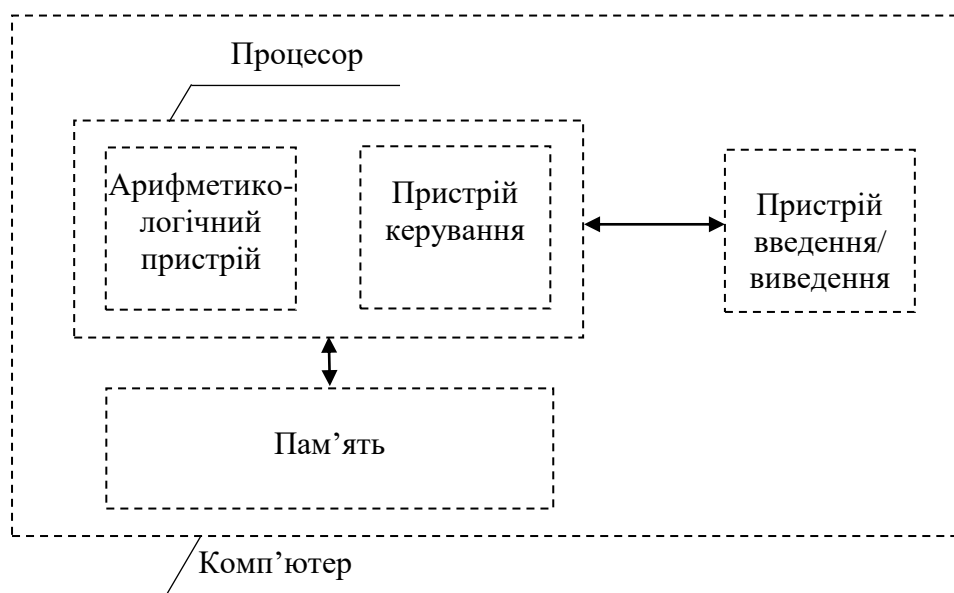 Процесор
Арифметико-
логічний
пристрій
Пристрій
керування
Пристрій
введення/
виведення
Пам’ять
Комп’ютер